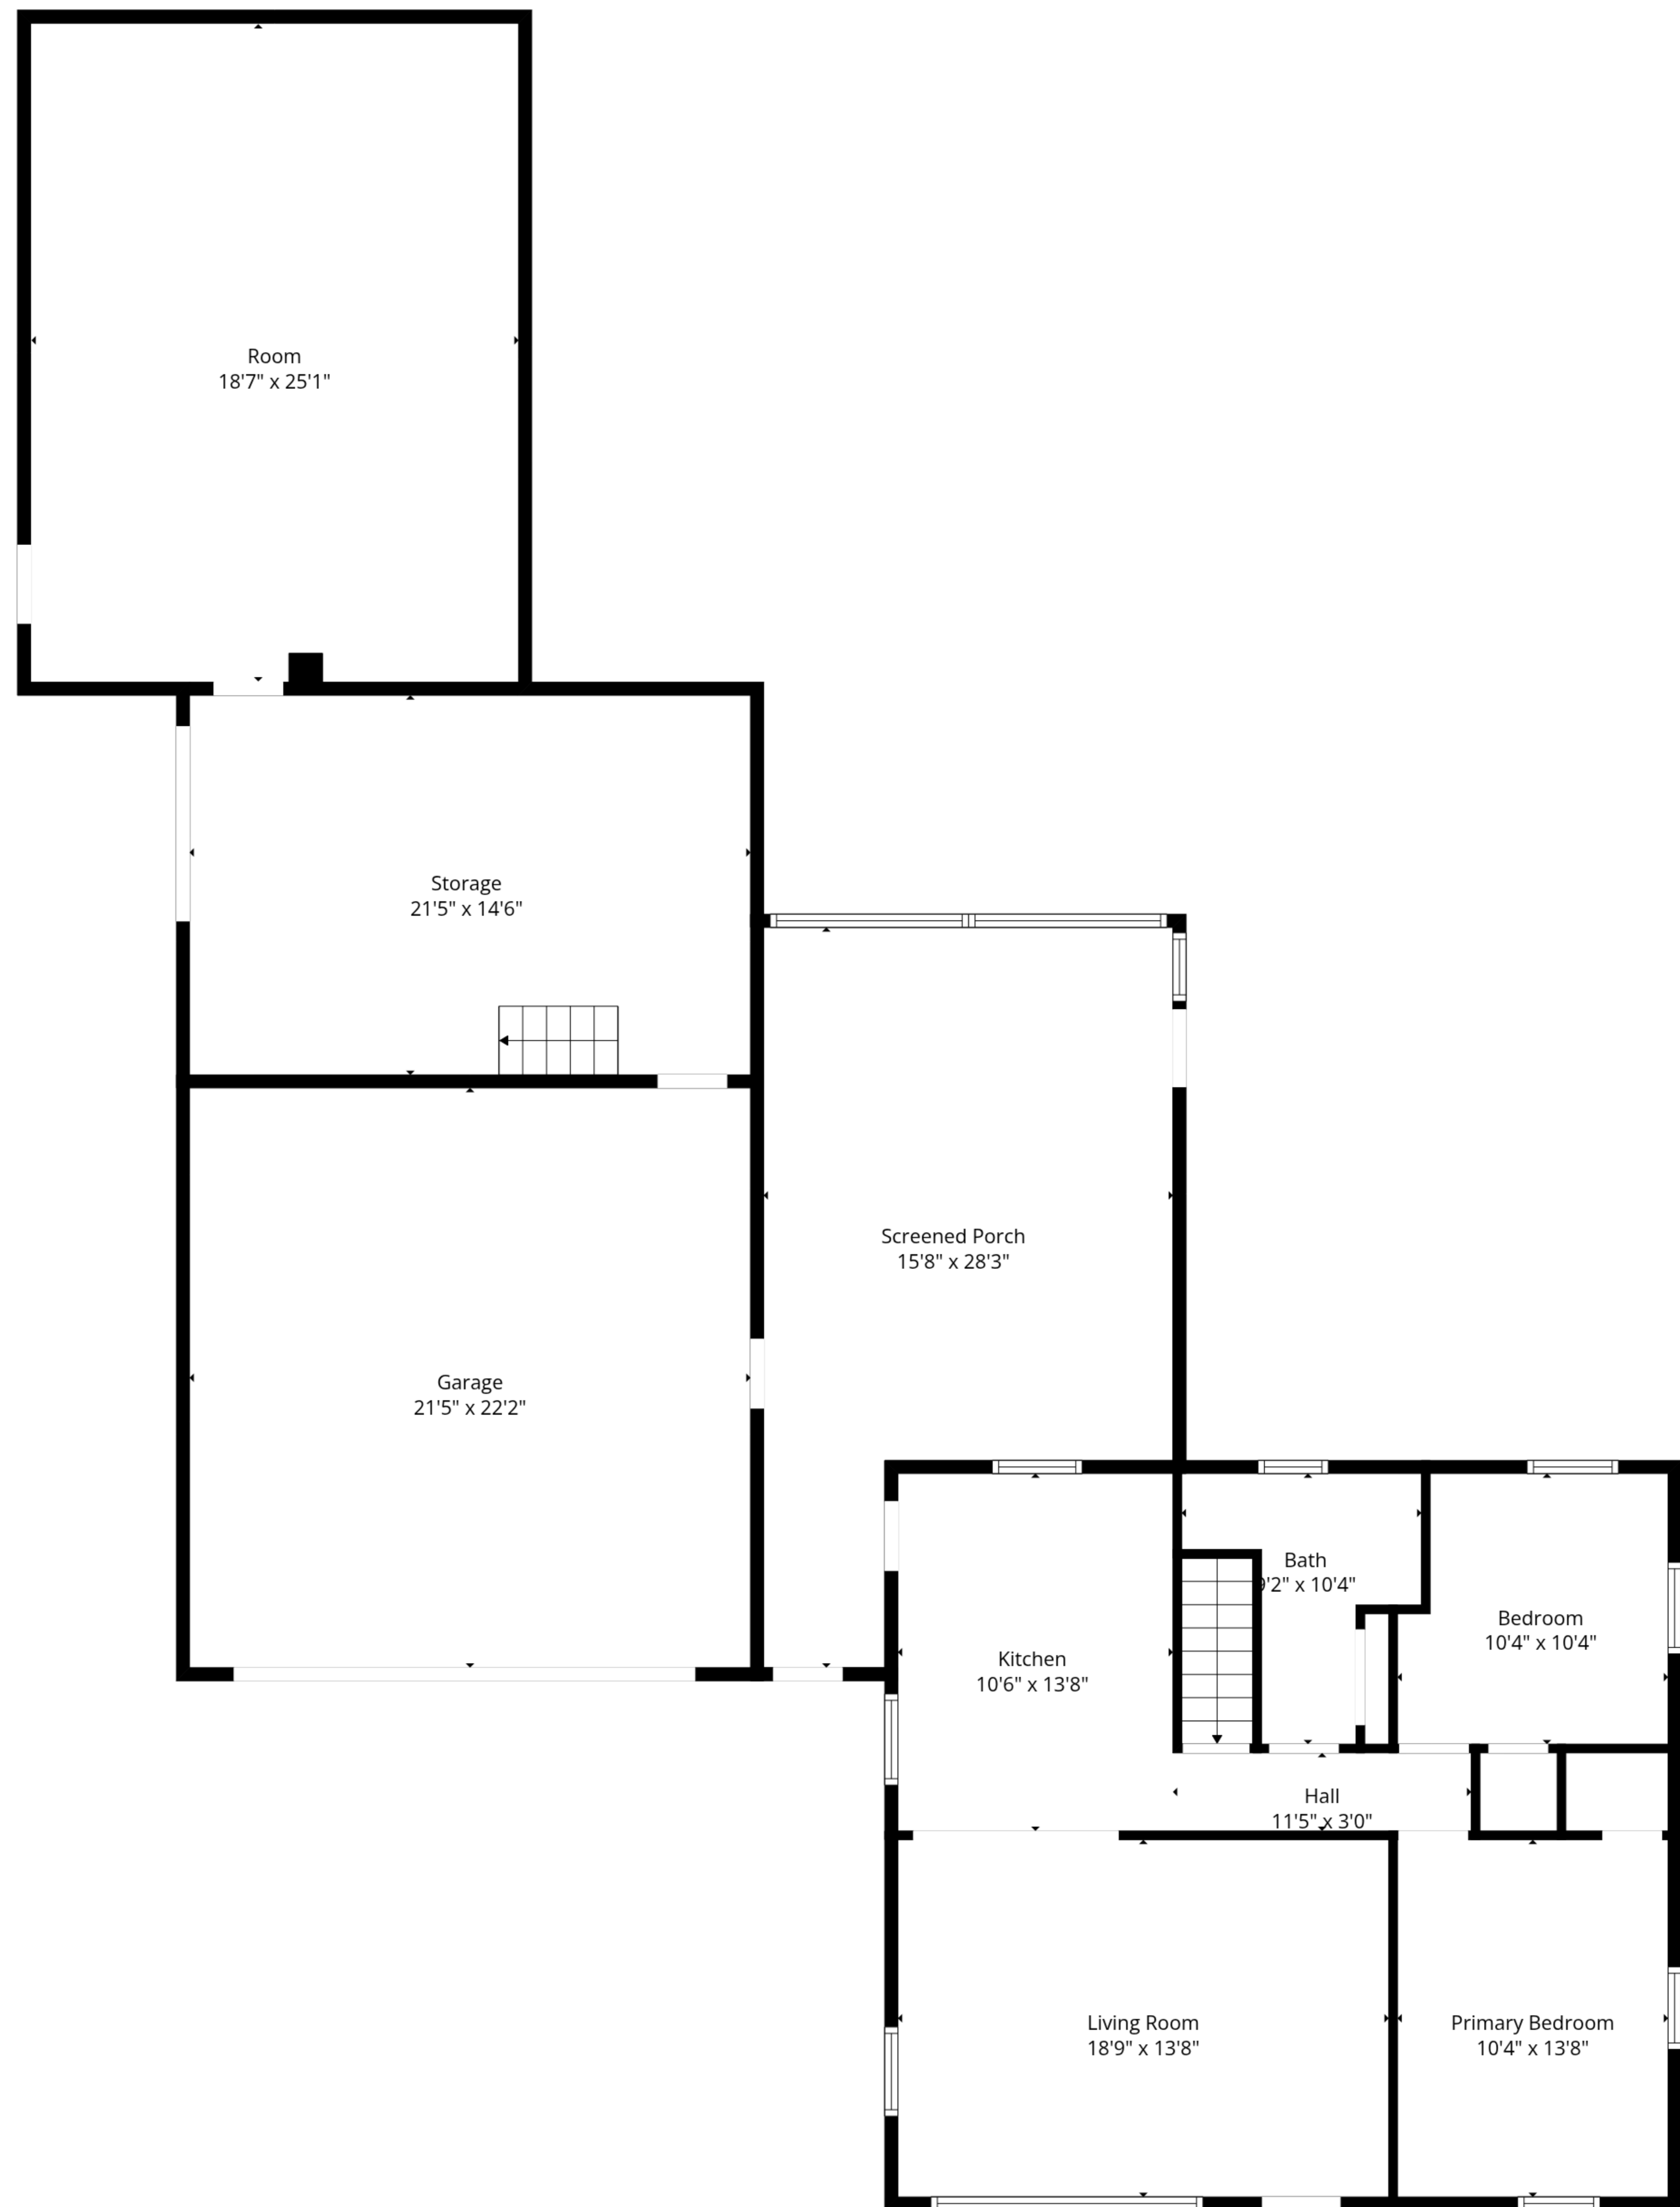 Room
18'7" x 25'1"
Storage
21'5" x 14'6"
Screened Porch
15'8" x 28'3"
Garage
21'5" x 22'2"
Bath
9'2" x 10'4"
Bedroom
10'4" x 10'4"
Kitchen
10'6" x 13'8"
Hall
11'5" x 3'0"
Living Room
18'9" x 13'8"
Primary Bedroom
10'4" x 13'8"